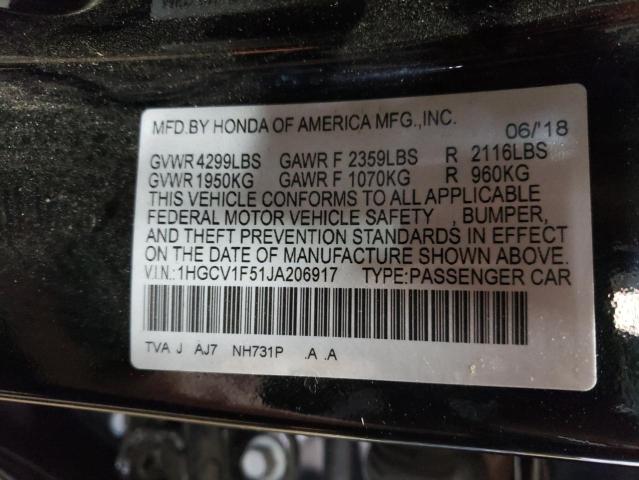 MFD.BY HONDA OF AMERICA MFG.,INC. 06/'18
GVWR 4299LBS GAWR F 2359LBS R 2116LBS
GVWR 1950KG GAWR F 1070KG R 960KG
THIS VEHICLE CONFORMS TO ALL APPLICABLE
FEDERAL MOTOR VEHICLE SAFETY , BUMPER,
AND THEFT PREVENTION STANDARDS IN EFFECT
ON THE DATE OF MANUFACTURE SHOWN ABOVE.
V.I.N.:1HGCV1F51JA206917 TYPE:PASSENGER CAR
TVA J AJ7 NH731P .A .A